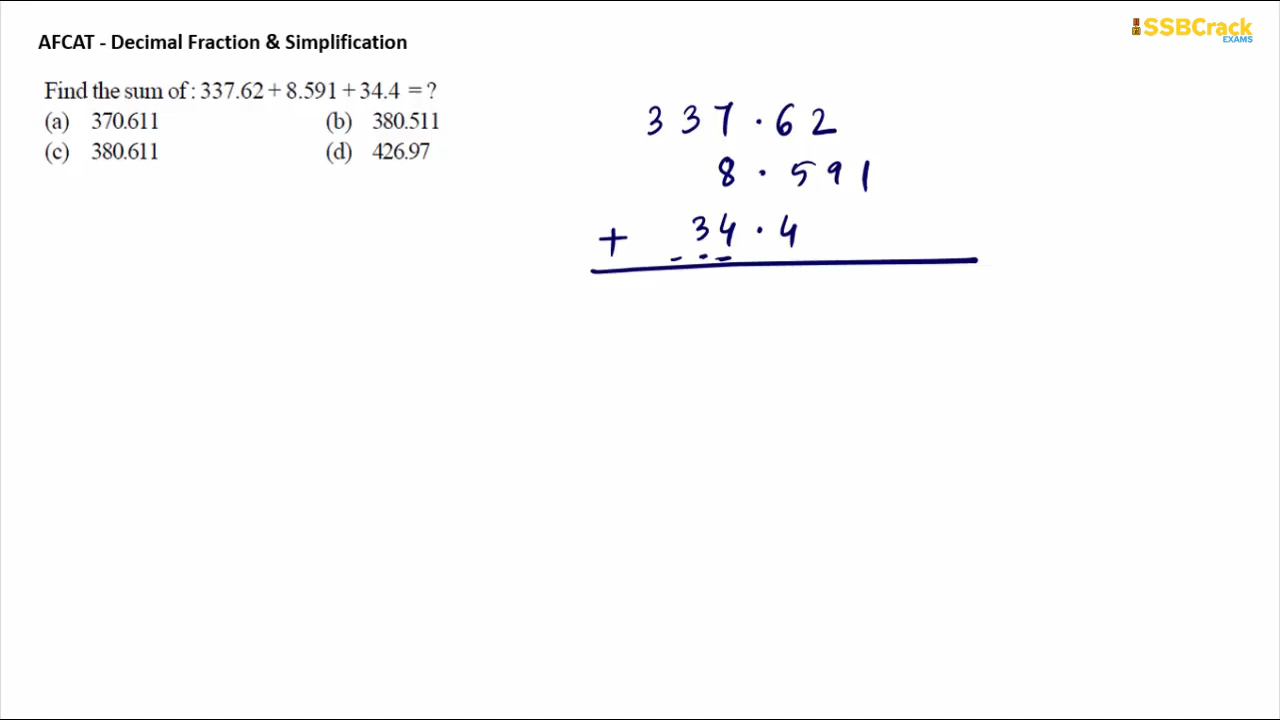 SSBCrack
EXAMS
AFCAT - Decimal Fraction & Simplification
Find the sum of : 337.62 + 8.591 + 34.4 = ?
(a) 370.611 (b) 380.511
(c) 380.611 (d) 426.97
337.62
8.591
+ 34.4